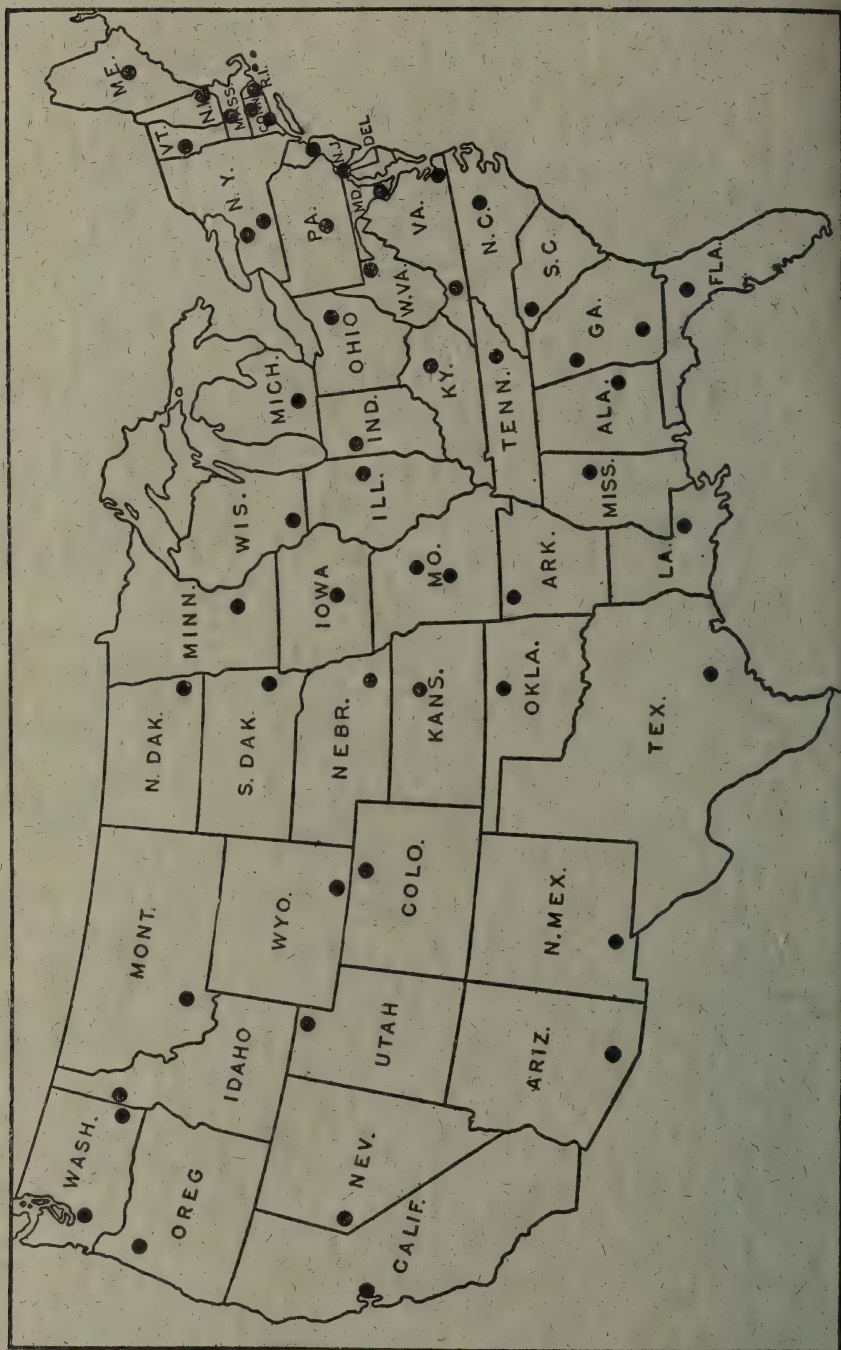 WASH.
OREG
CALIF.
NEV.
IDAHO
MONT.
WYO.
UTAH
ARIZ.
COLO.
N.MEX.
N. DAK.
S. DAK.
NEBR.
KANS.
OKLA.
TEX.
MINN.
IOWA
MO.
ARK.
LA.
WIS.
ILL.
MICH.
IND.
OHIO
KY.
TENN.
MISS.
ALA.
GA.
FLA.
S.C.
N.C.
VA.
W.VA.
MD.
DEL
PA.
N.J.
N.Y.
VT.
N.H.
MASS.
CONN.
R.I.
ME.